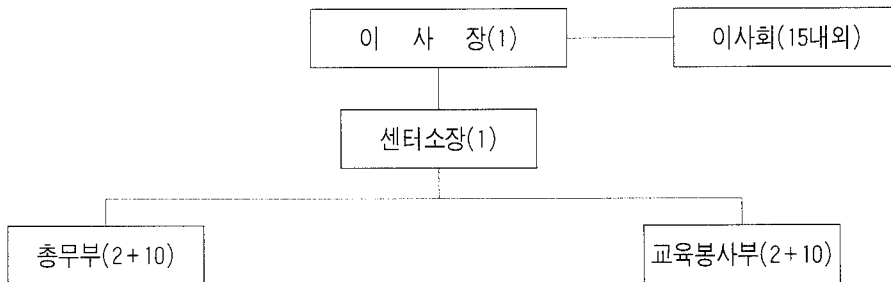 이 사 장(1)
이사회(15내외)
센터소장(1)
총무부(2+10)
교육봉사부(2+10)